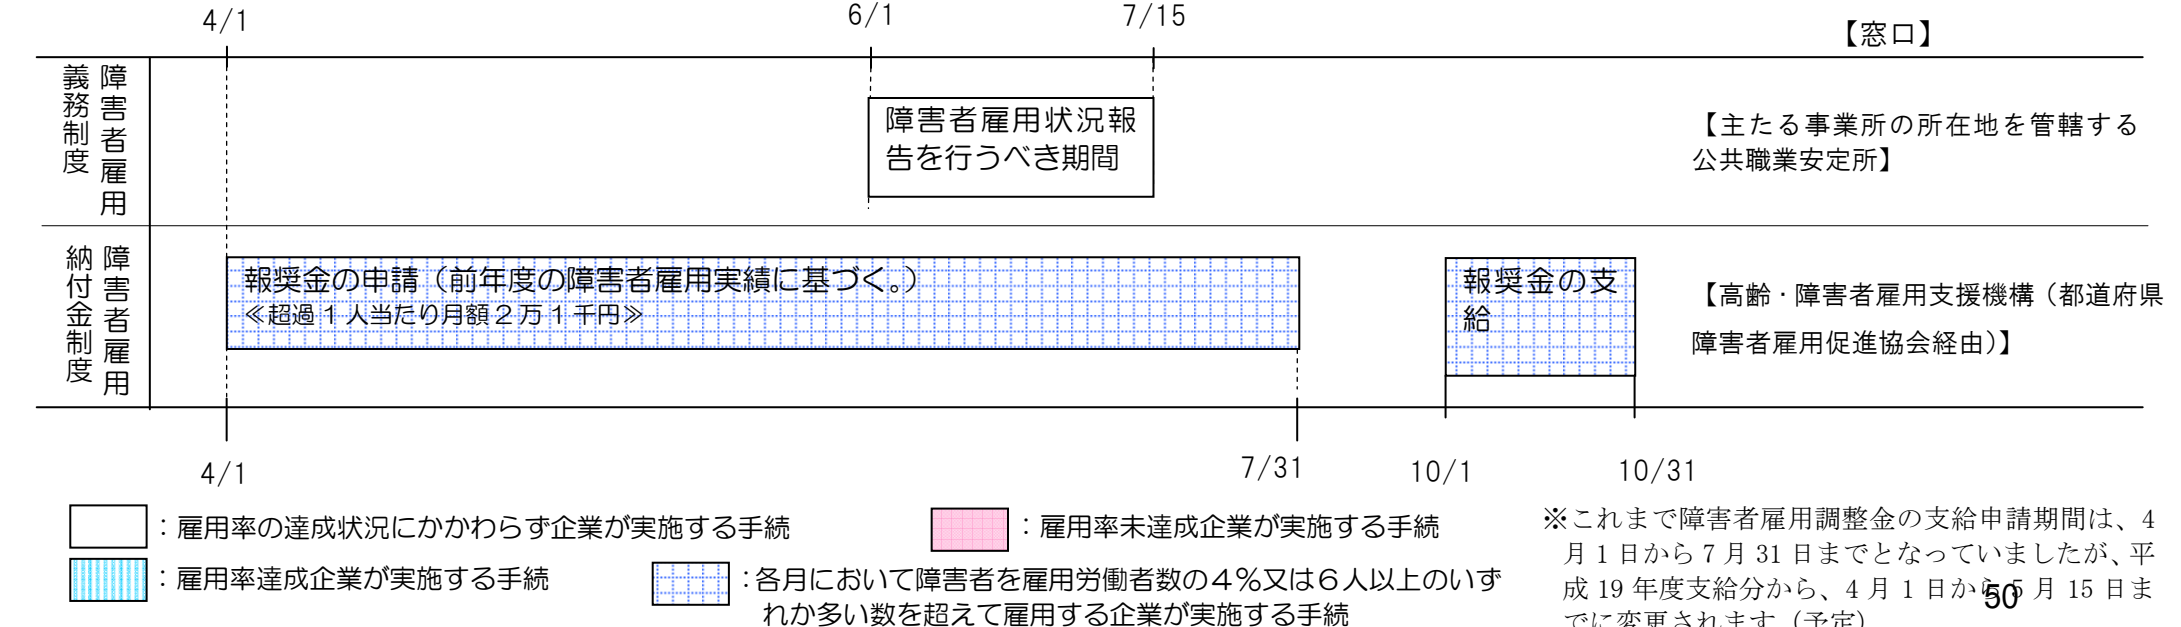 4/1
6/1
7/15
【窓口】
障害者雇用
義務制度
障害者雇用状況報
告を行うべき期間
【主たる事業所の所在地を管轄する
公共職業安定所】
障害者雇用
納付金制度
報奨金の申請（前年度の障害者雇用実績に基づく。）
≪超過１人当たり月額２万１千円≫
報奨金の支
給
【高齢・障害者雇用支援機構（都道府県
障害者雇用促進協会経由)】
4/1
7/31
10/1
10/31
：雇用率の達成状況にかかわらず企業が実施する手続
：雇用率未達成企業が実施する手続
：雇用率達成企業が実施する手続
：各月において障害者を雇用労働者数の４％又は６人以上のいず
れか多い数を超えて雇用する企業が実施する手続
※これまで障害者雇用調整金の支給申請期間は、4
月 1 日から 7 月 31 日までとなっていましたが、平
成 19 年度支給分から、4 月 1 日から 5 月 15 日ま
でに変更されます（予定）
50